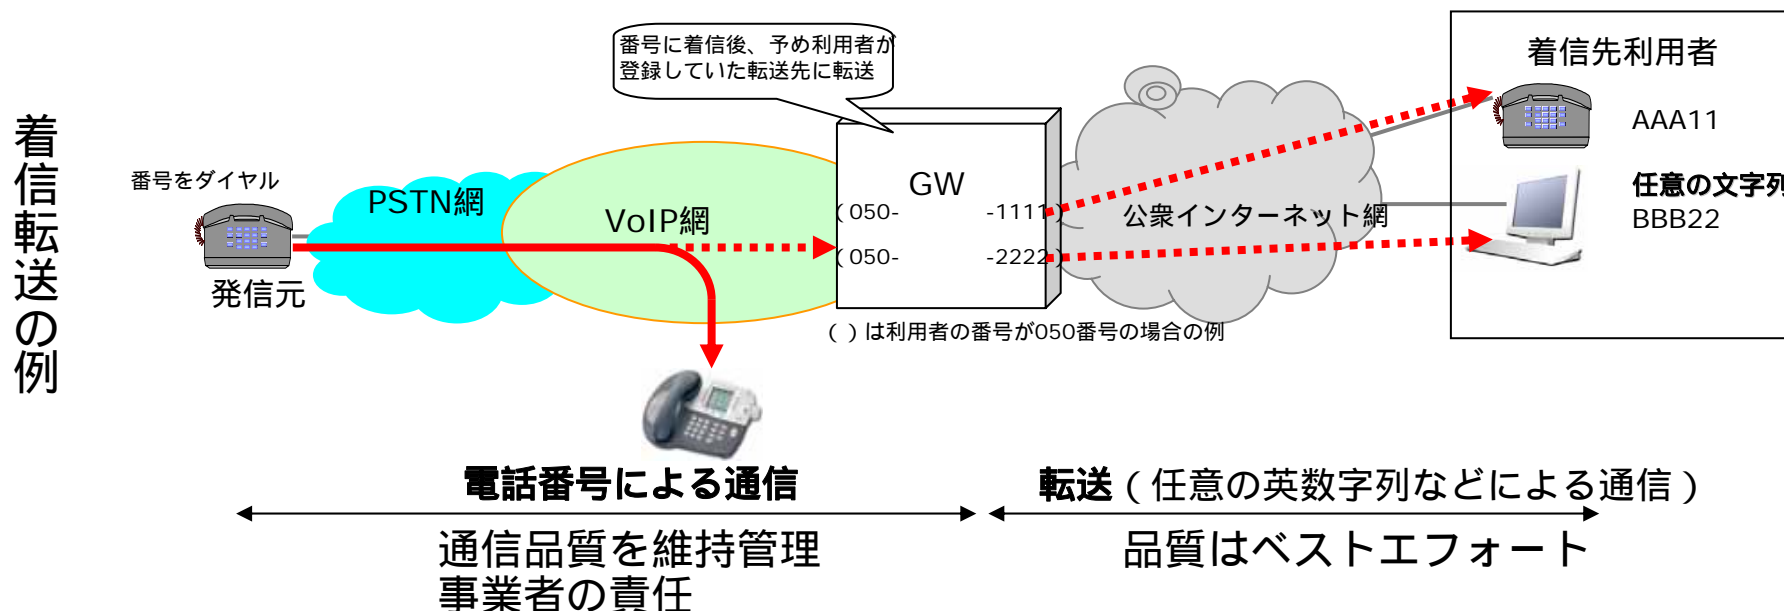 着信転送の例
番号に着信後、予め利用者が
登録していた転送先に転送
着信先利用者
AAA11
任意の文字列
BBB22
番号をダイヤル
PSTN網
VoIP網
GW
(050-　　-1111)
(050-　　-2222)
公衆インターネット網
発信元
( )は利用者の番号が050番号の場合の例
電話番号による通信
転送(任意の英数字列などによる通信)
通信品質を維持管理
事業者の責任
品質はベストエフォート